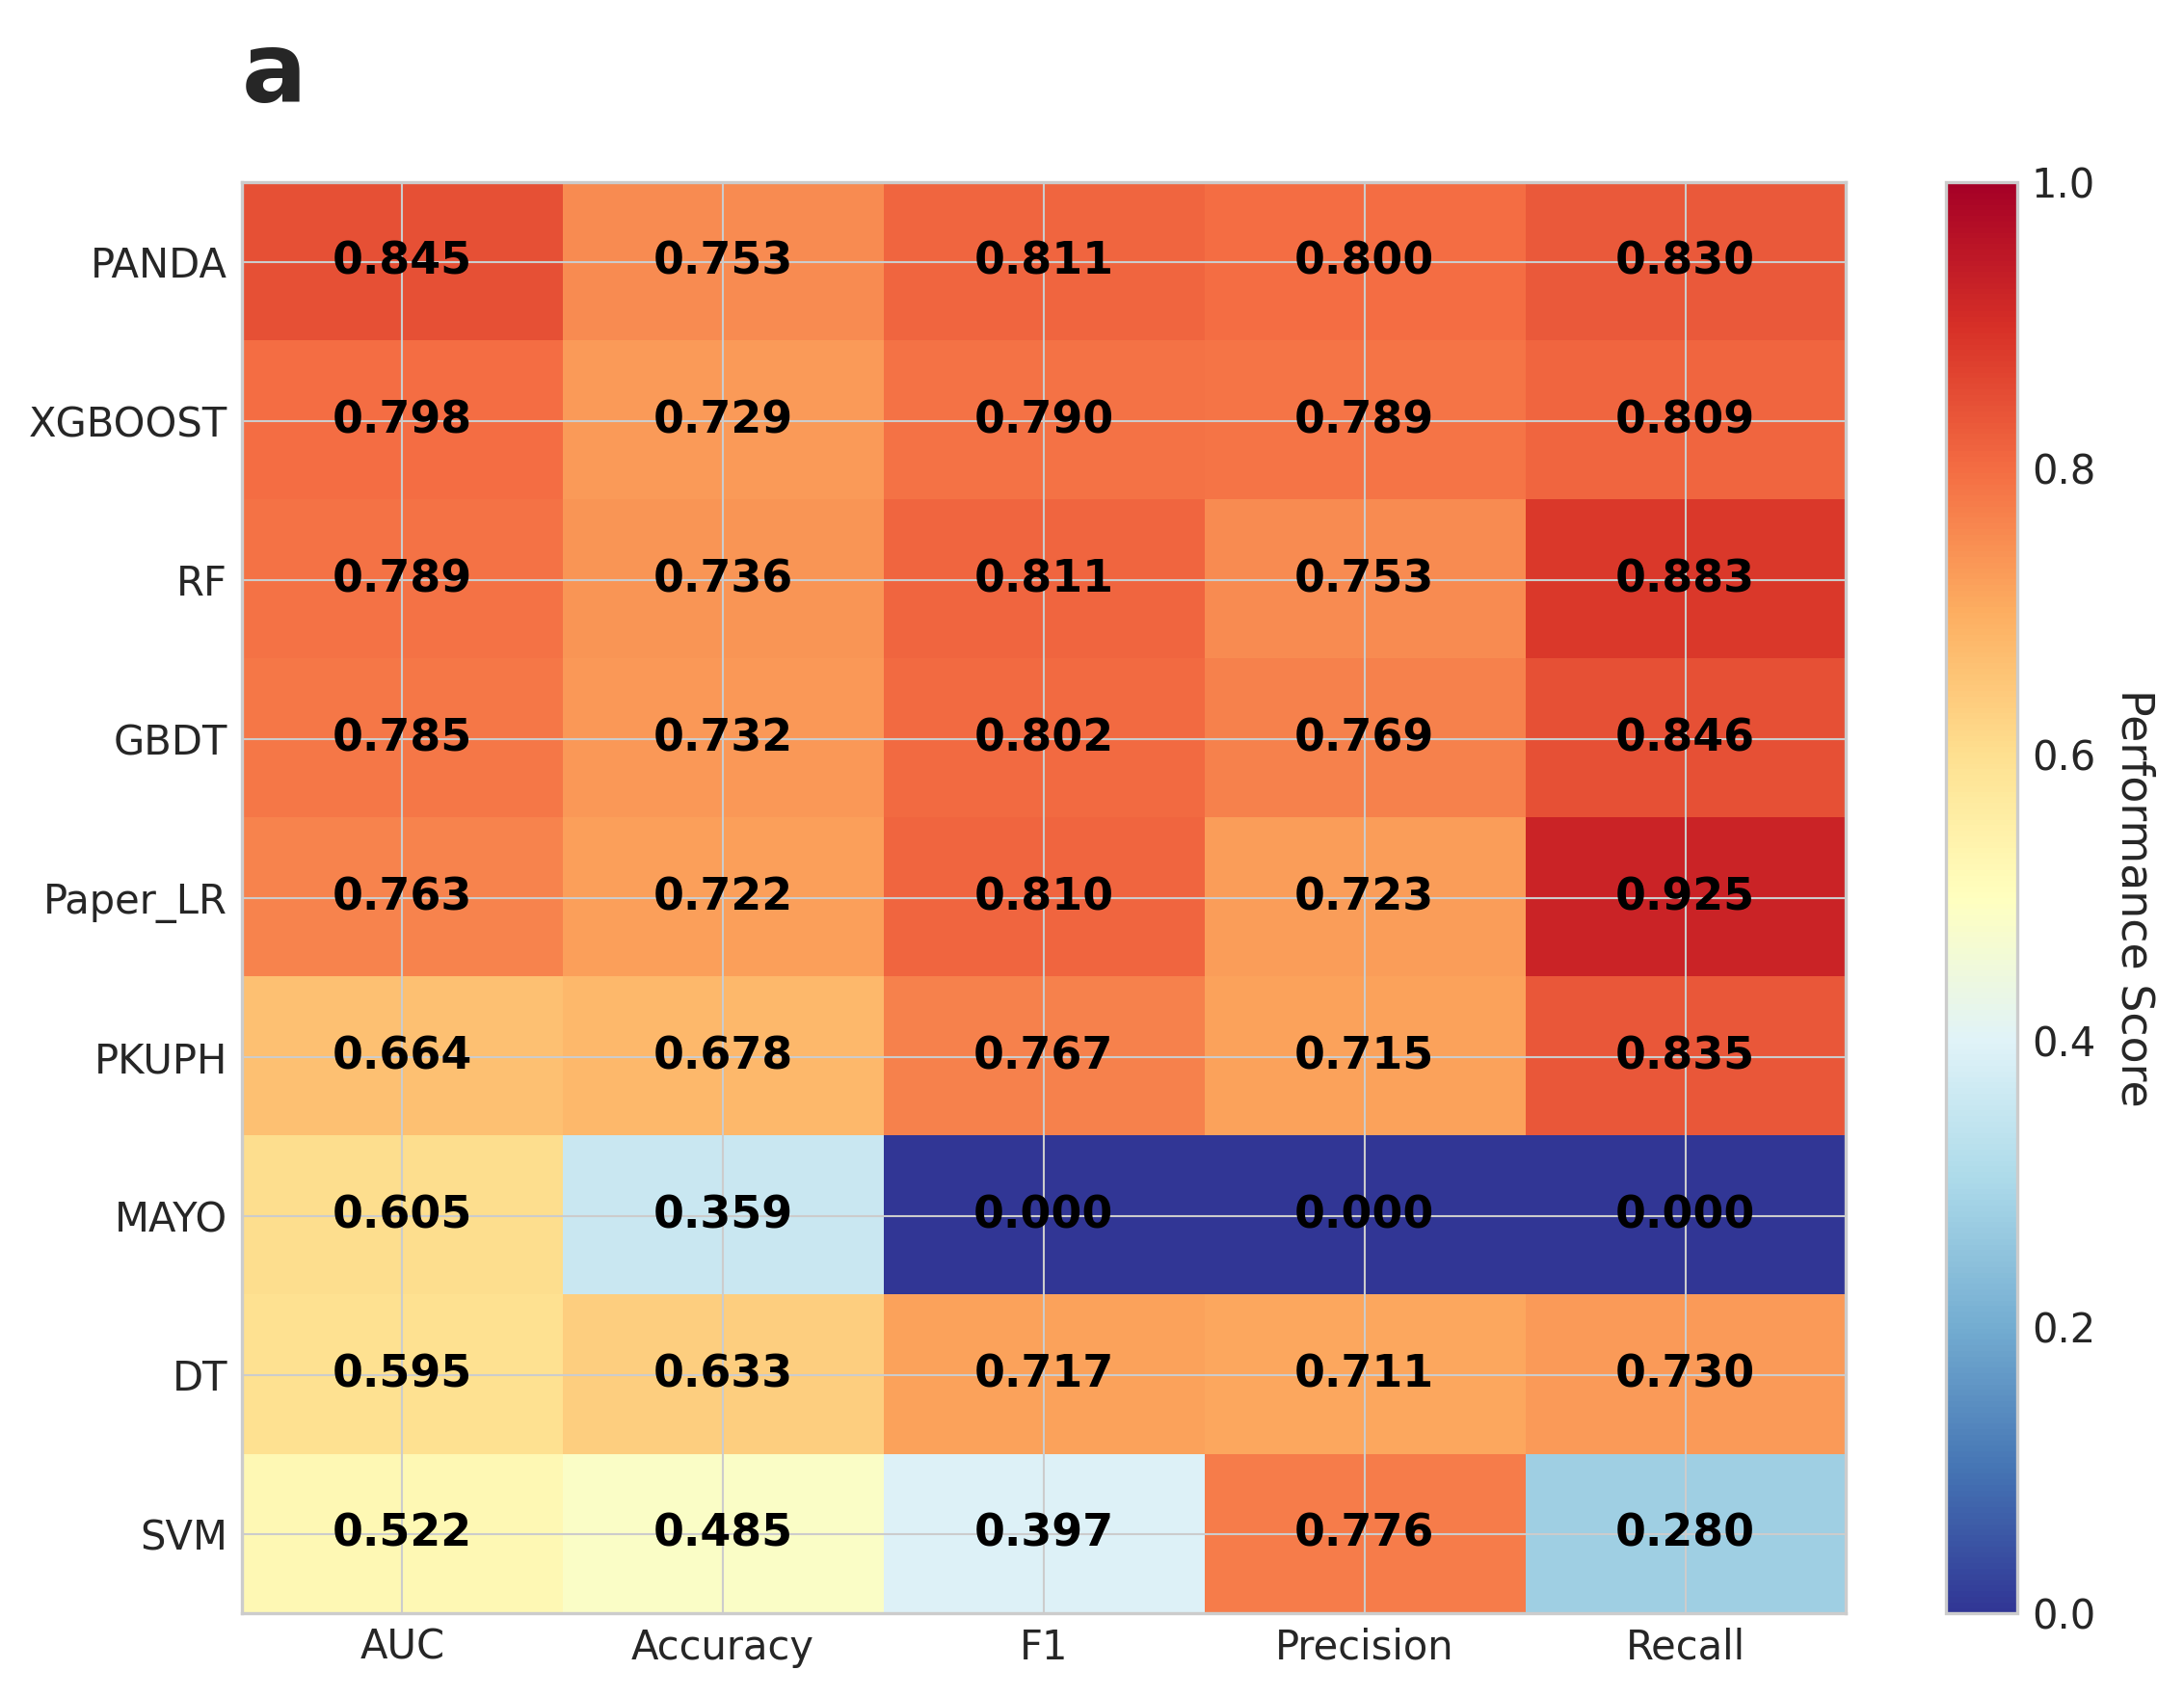 a
PANDA 0.845 0.753 0.811 0.800 0.830
XGBOOST 0.798 0.729 0.790 0.789 0.809
RF 0.789 0.736 0.811 0.753 0.883
GBDT 0.785 0.732 0.802 0.769 0.846
Paper_LR 0.763 0.722 0.810 0.723 0.925
PKUPH 0.664 0.678 0.767 0.715 0.835
MAYO 0.605 0.359 0.000 0.000 0.000
DT 0.595 0.633 0.717 0.711 0.730
SVM 0.522 0.485 0.397 0.776 0.280
AUC Accuracy F1 Precision Recall
1.0
0.8
0.6
0.4
0.2
0.0
Performance Score